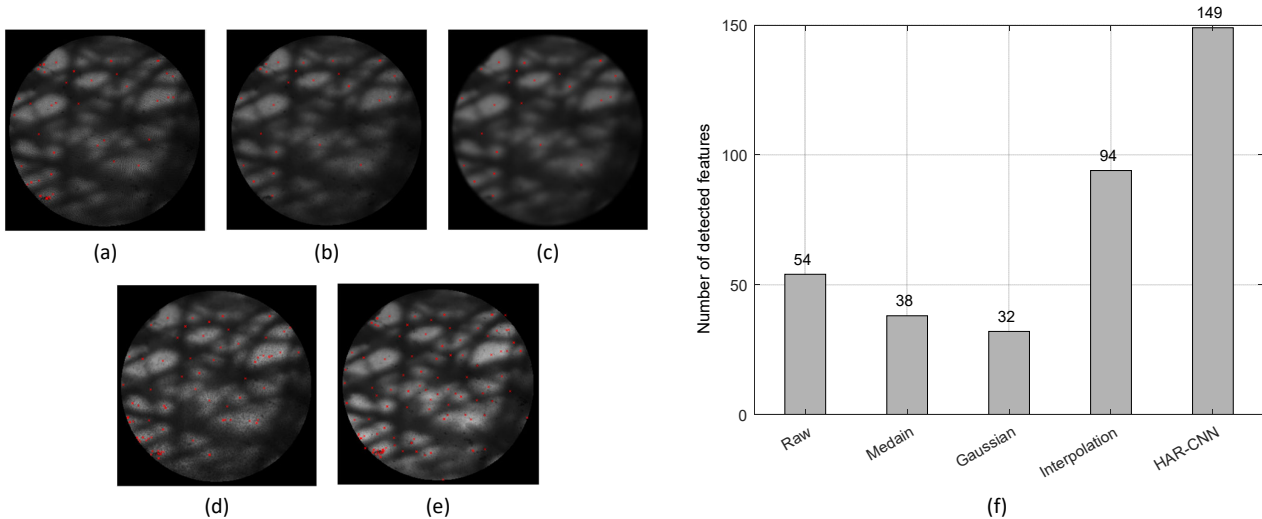 (a)
(b)
(c)
(d)
(e)
Number of detected features
150
100
50
0
54
38
32
94
149
Raw
Medain
Gaussian
Interpolation
HAR-CNN
(f)